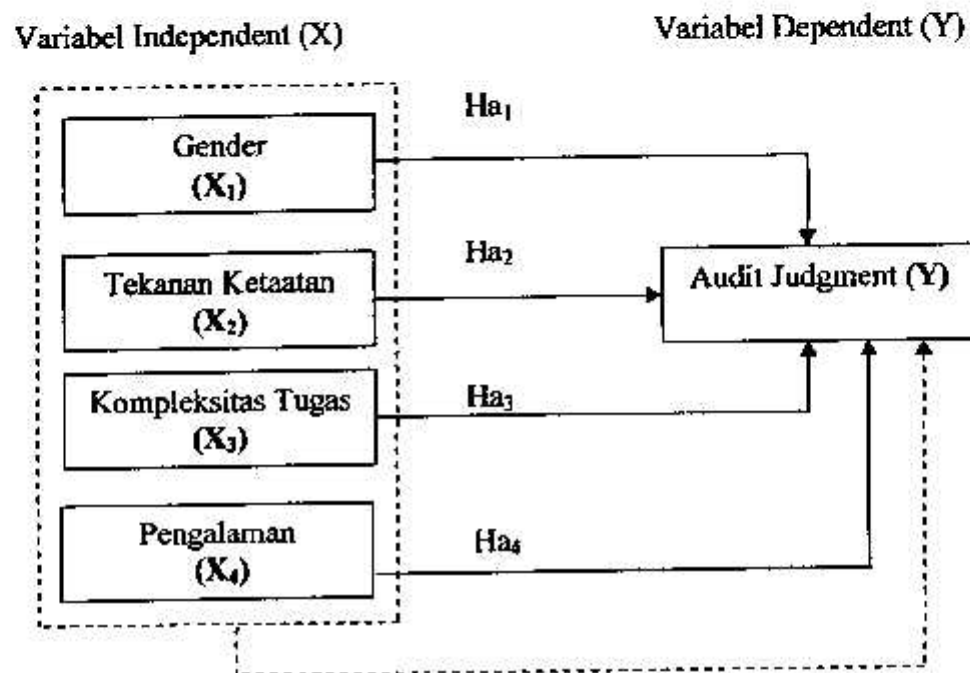 Variabel Independent (X)
Variabel Dependent (Y)
Ha₁
Gender
(X₁)
Ha₂
Tekanan Ketaatan
(X₂)
Audit Judgment (Y)
Ha₃
Kompleksitas Tugas
(X₃)
Ha₄
Pengalaman
(X₄)